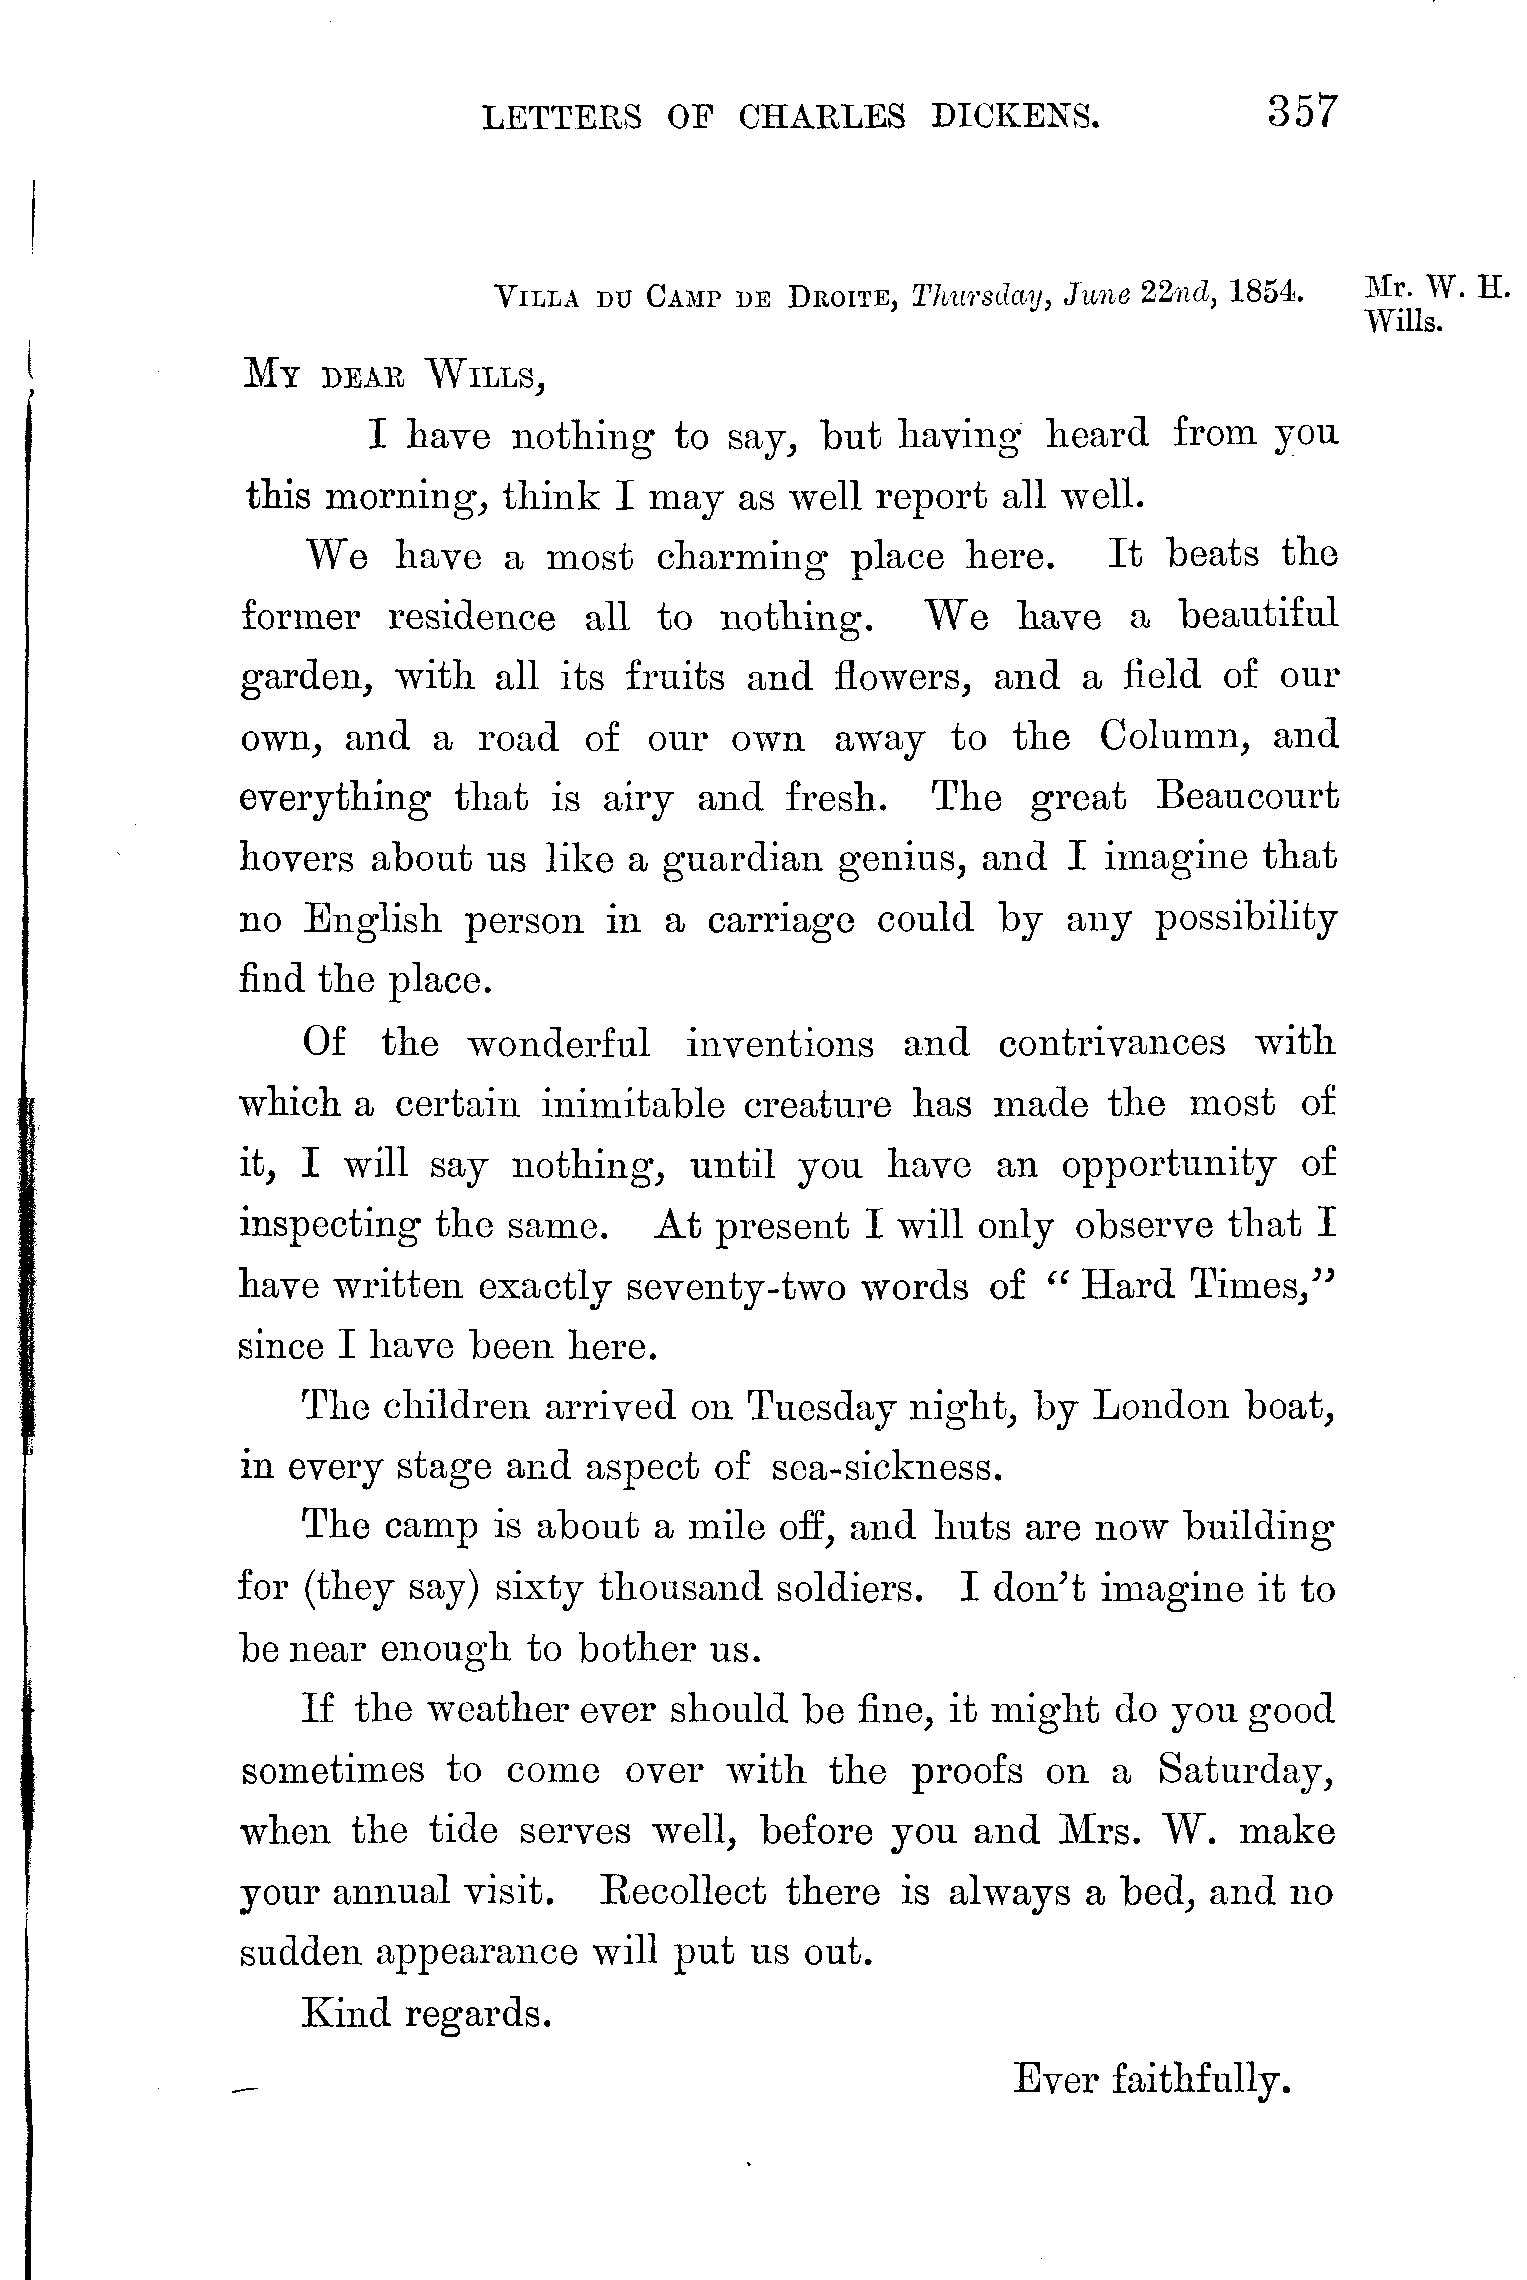 LETTERS OF CHARLES DICKENS. 357
VILLA DU CAMP DE DROITE, Thursday, June 22nd, 1854.
Mr. W. H.
Wills.
MY DEAR WILLS,
I have nothing to say, but having heard from you
this morning, think I may as well report all well.
We have a most charming place here. It beats the
former residence all to nothing. We have a beautiful
garden, with all its fruits and flowers, and a field of our
own, and a road of our own away to the Column, and
everything that is airy and fresh. The great Beaucourt
hovers about us like a guardian genius, and I imagine that
no English person in a carriage could by any possibility
find the place.
Of the wonderful inventions and contrivances with
which a certain inimitable creature has made the most of
it, I will say nothing, until you have an opportunity of
inspecting the same. At present I will only observe that I
have written exactly seventy-two words of “Hard Times,”
since I have been here.
The children arrived on Tuesday night, by London boat,
in every stage and aspect of sea-sickness.
The camp is about a mile off, and huts are now building
for (they say) sixty thousand soldiers. I don't imagine it to
be near enough to bother us.
If the weather ever should be fine, it might do you good
sometimes to come over with the proofs on a Saturday,
when the tide serves well, before you and Mrs. W. make
your annual visit. Recollect there is always a bed, and no
sudden appearance will put us out.
Kind regards.
Ever faithfully.